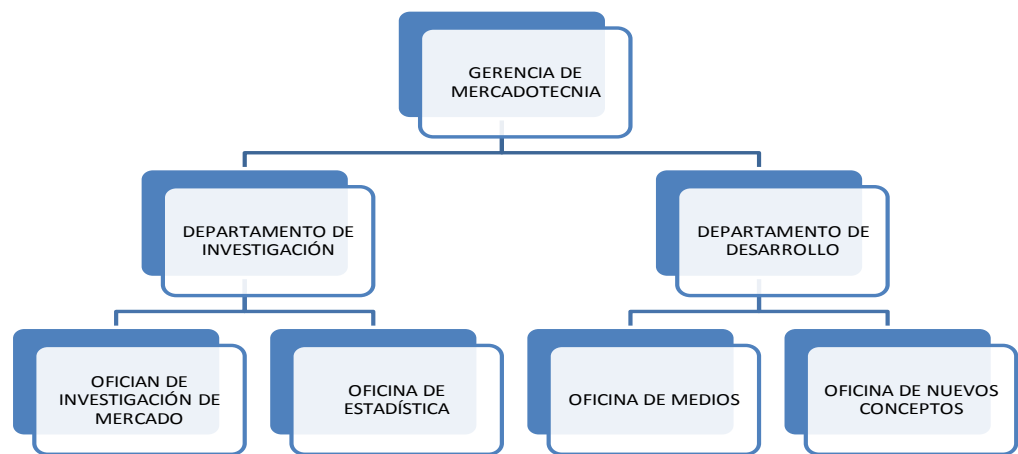 GERENCIA DE
MERCADOTECNIA
DEPARTAMENTO DE
INVESTIGACIÓN
DEPARTAMENTO DE
DESARROLLO
OFICIAN DE
INVESTIGACIÓN DE
MERCADO
OFICINA DE
ESTADÍSTICA
OFICINA DE MEDIOS
OFICINA DE NUEVOS
CONCEPTOS